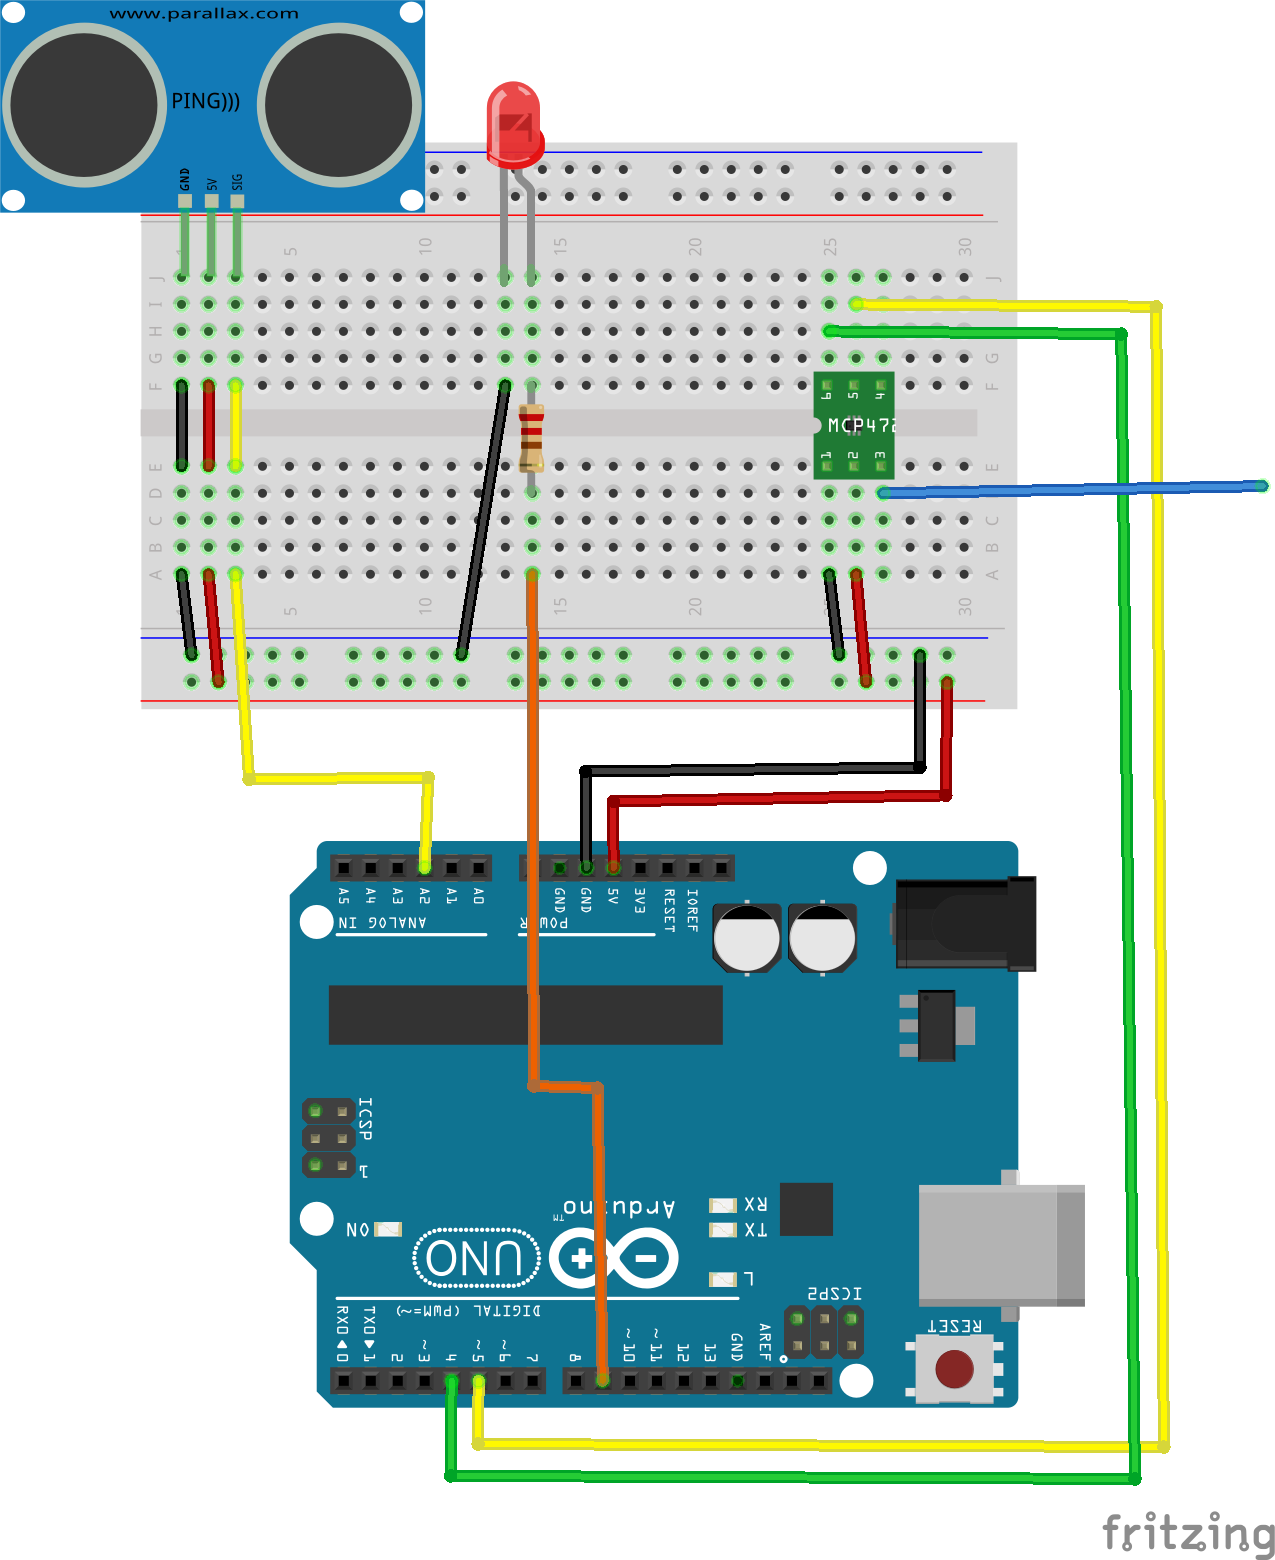 www.parallax.com
PING)))
GND 5V SIG
5 10 15 20 25 30
J J
I
H
G G
F F
MCP472
6 5 4
1 2 3
E E
D
C C
B B
A A
5 10 15 20 30
A5 A4 A3 A2 A1 A0
GND GND 5V 3V3 RESET IOREF
ANALOG IN
POWER
ICSP
1
ON
UNO
Arduino
TM
RX
TX
L
ICSP2
DIGITAL (PWM=~)
RX0 TX0
0 1 2 ~3 4 ~5 ~6 7 8 ~10 ~11 12 13 GND AREF
RESET
fritzing